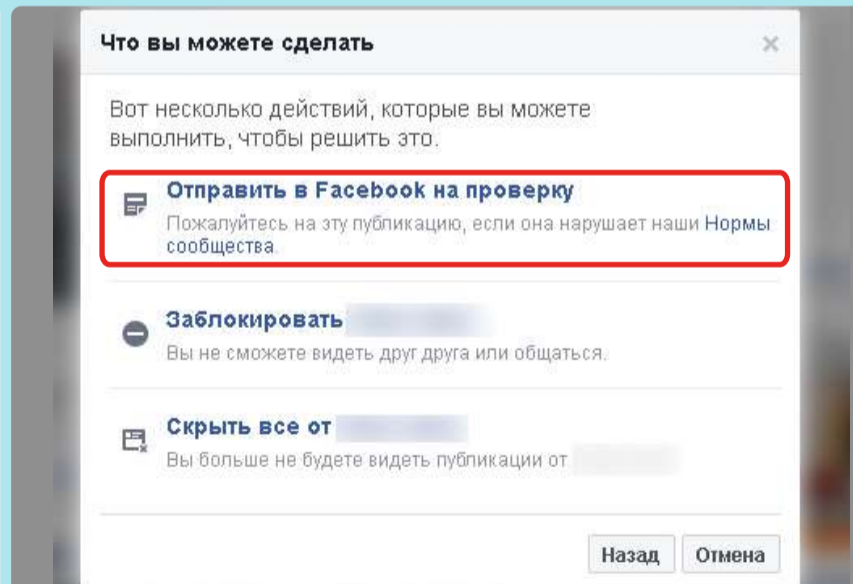 Что вы можете сделать
Вот несколько действий, которые вы можете
выполнить, чтобы решить это.
Отправить в Facebook на проверку
Пожалуйтесь на эту публикацию, если она нарушает наши Нормы
сообщества.
Заблокировать
Вы не сможете видеть друг друга или общаться.
Скрыть все от
Вы больше не будете видеть публикации от
Назад Отмена